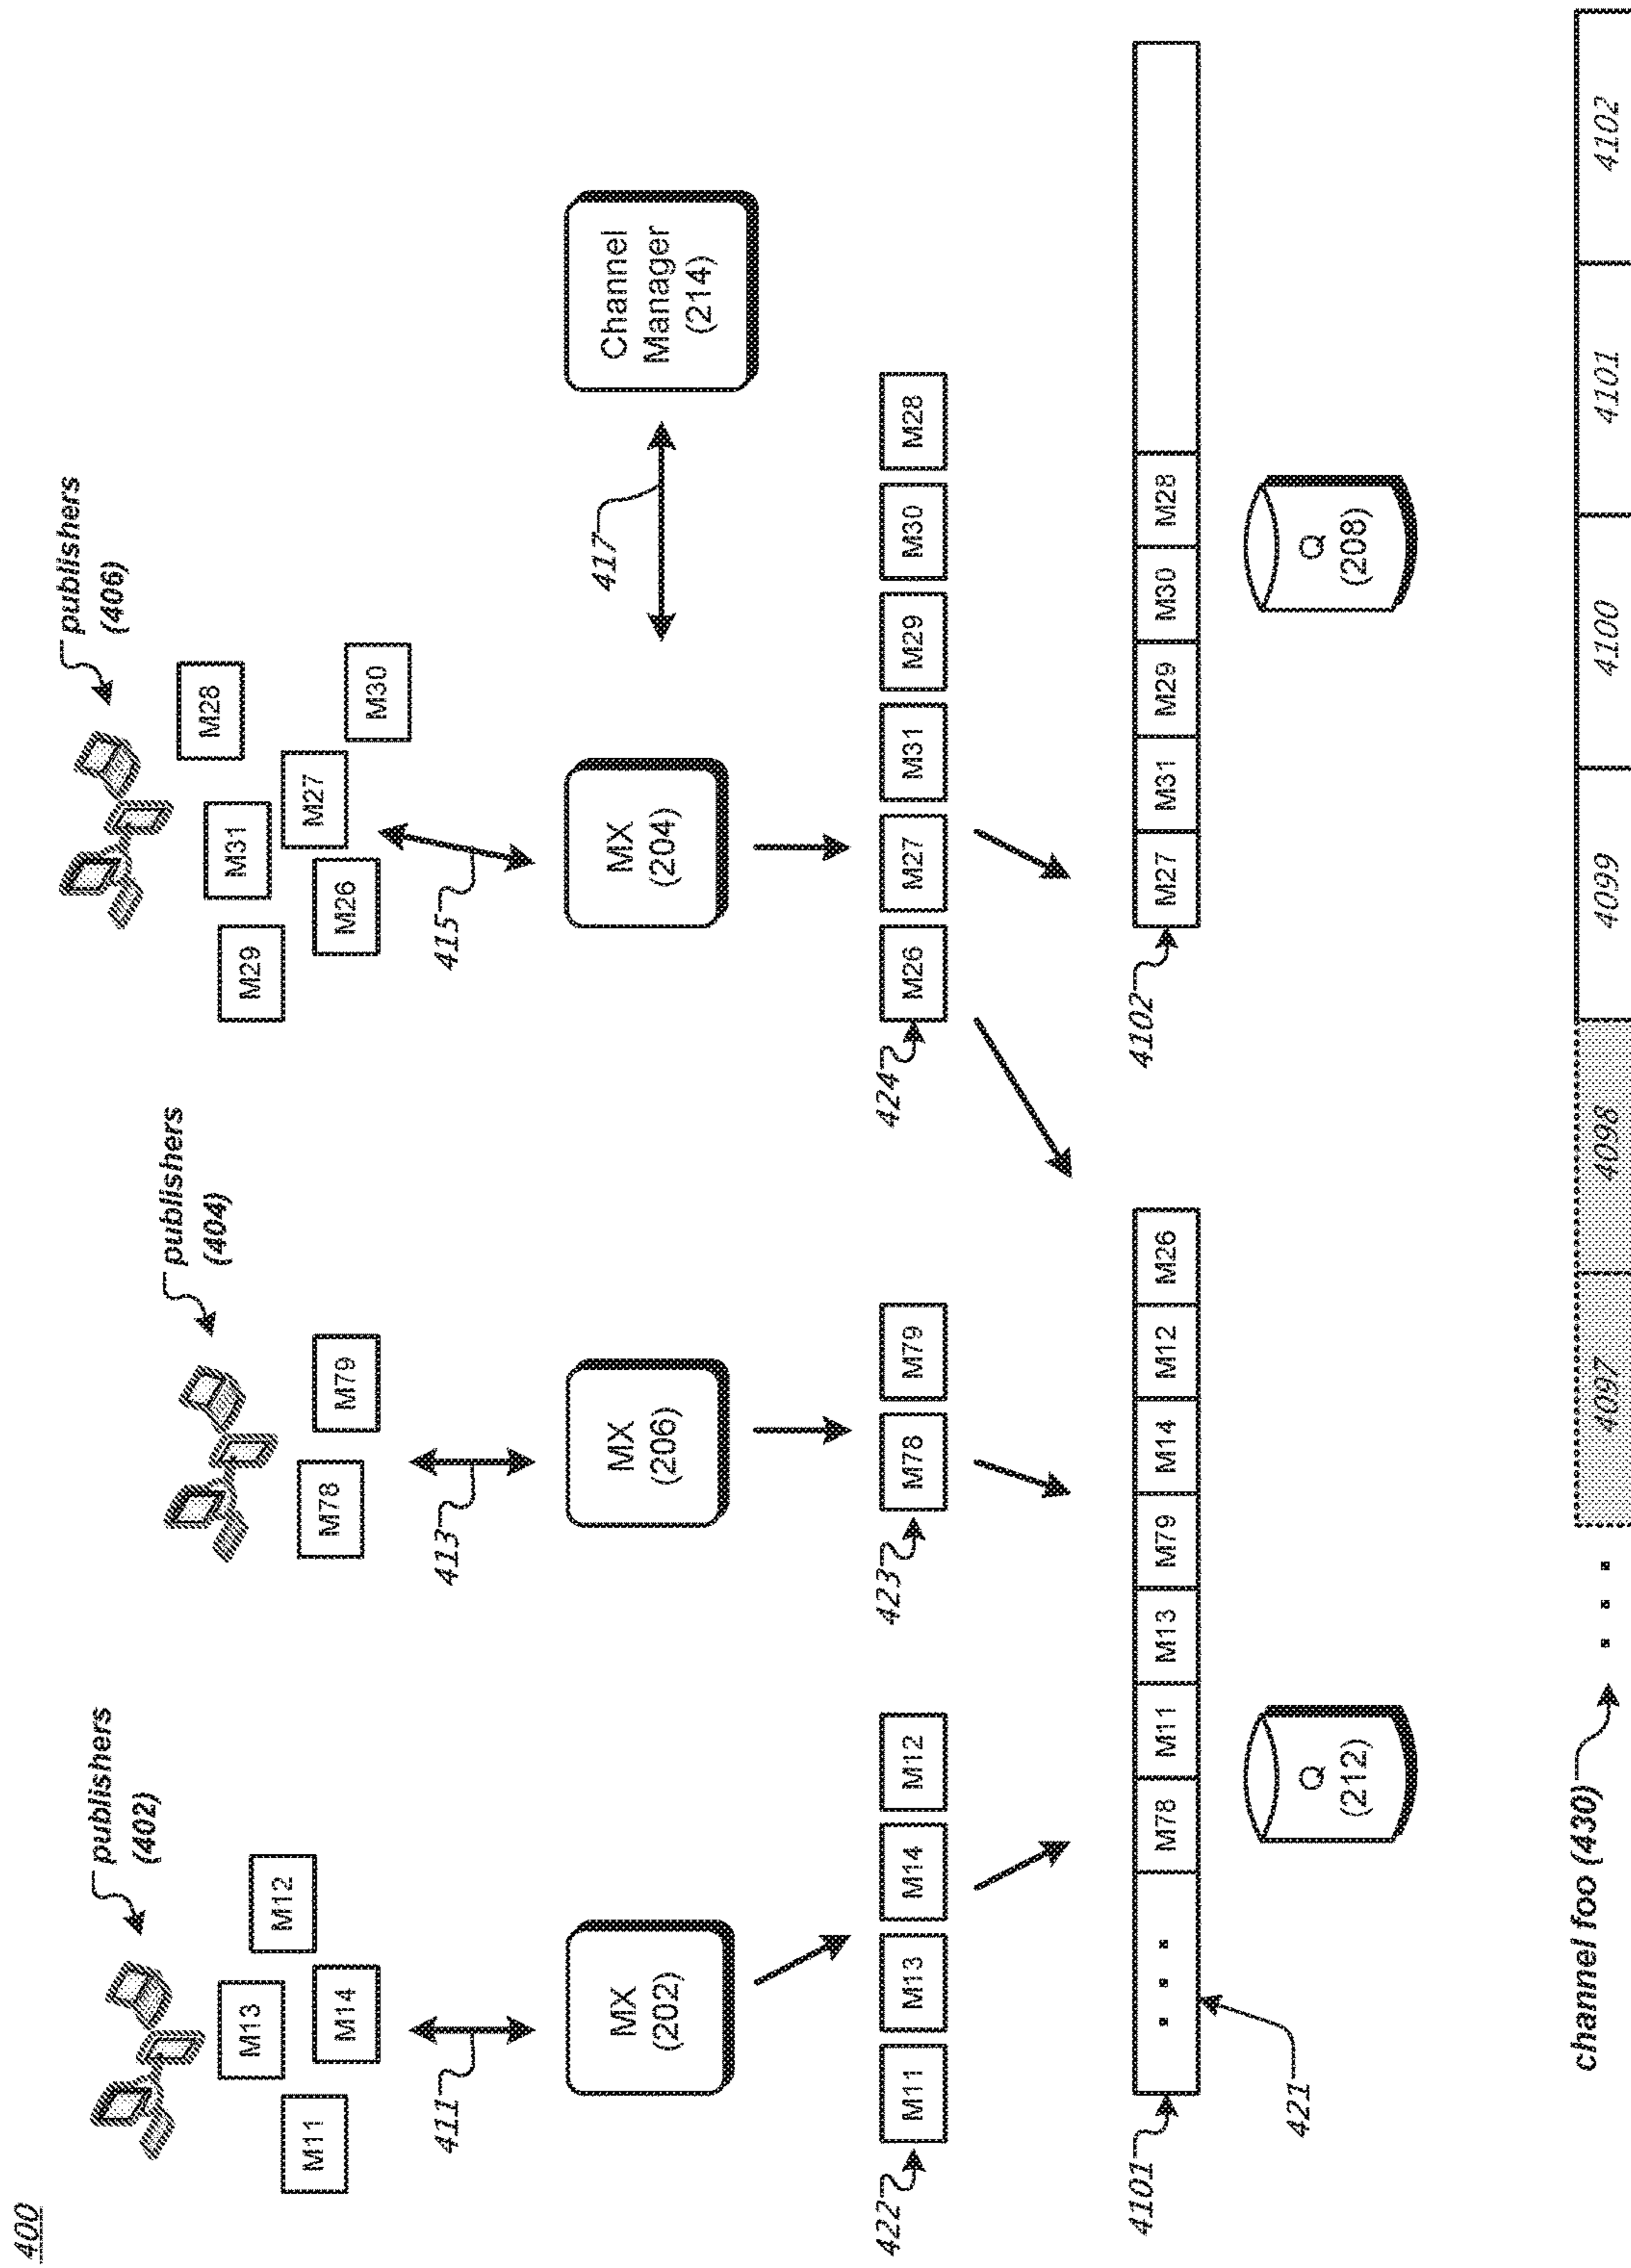 400
publishers
(402)
M11
M13
M12
M14
411
MX
(202)
422
M11
M13
M14
M12
publishers
(404)
M78
M79
413
MX
(206)
423
M78
M79
publishers
(406)
M29
M31
M28
M26
M27
M30
415
MX
(204)
417
Channel
Manager
(214)
424
M26
M27
M31
M29
M30
M28
4101
. . .
M78
M11
M13
M79
M14
M12
M26
421
Q
(212)
4102
M27
M31
M29
M30
M28
Q
(208)
channel foo (430)
. . .
4097
4098
4099
4100
4101
4102